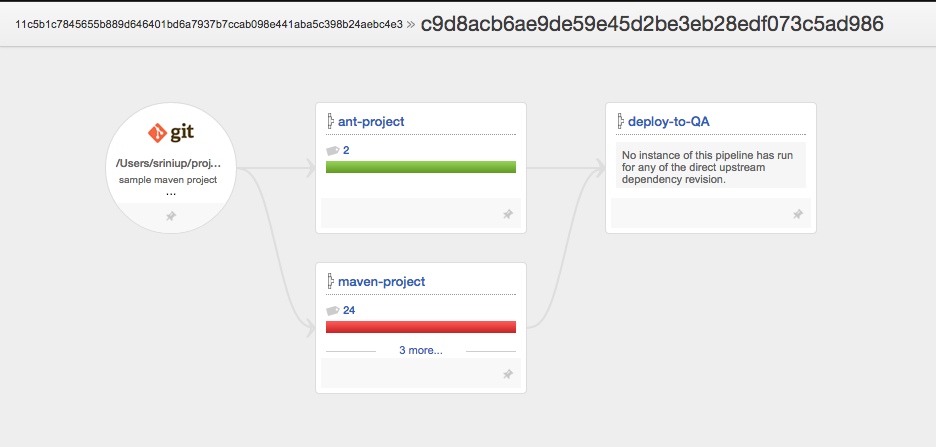 11c5b1c7845655b889d646401bd6a7937b7ccab098e441aba5c398b24aebc4e3 » c9d8acb6ae9de59e45d2be3eb28edf073c5ad986
git
/Users/sriniup/proj...
sample maven project
...
ant-project
2
maven-project
24
3 more...
deploy-to-QA
No instance of this pipeline has run
for any of the direct upstream
dependency revision.